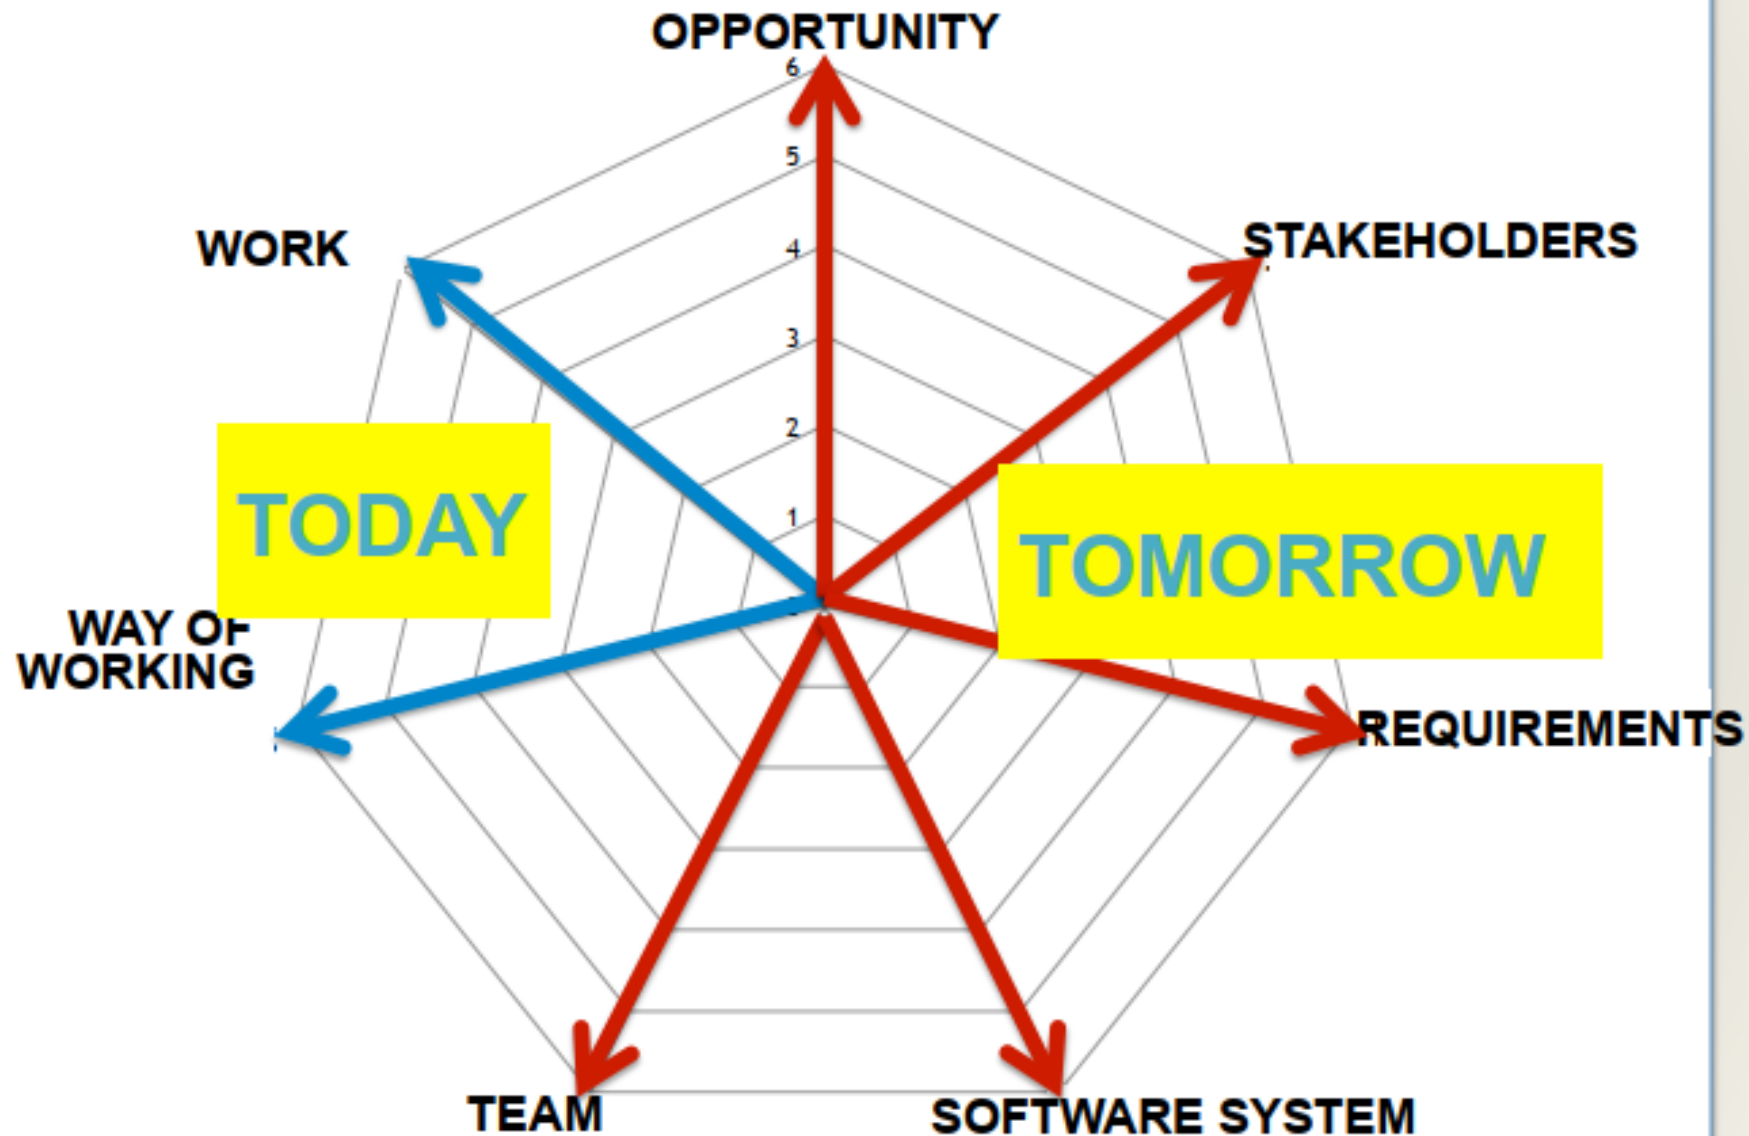 OPPORTUNITY
6
5
4
3
2
1
WORK
STAKEHOLDERS
TODAY
TOMORROW
WAY OF
WORKING
REQUIREMENTS
TEAM
SOFTWARE SYSTEM